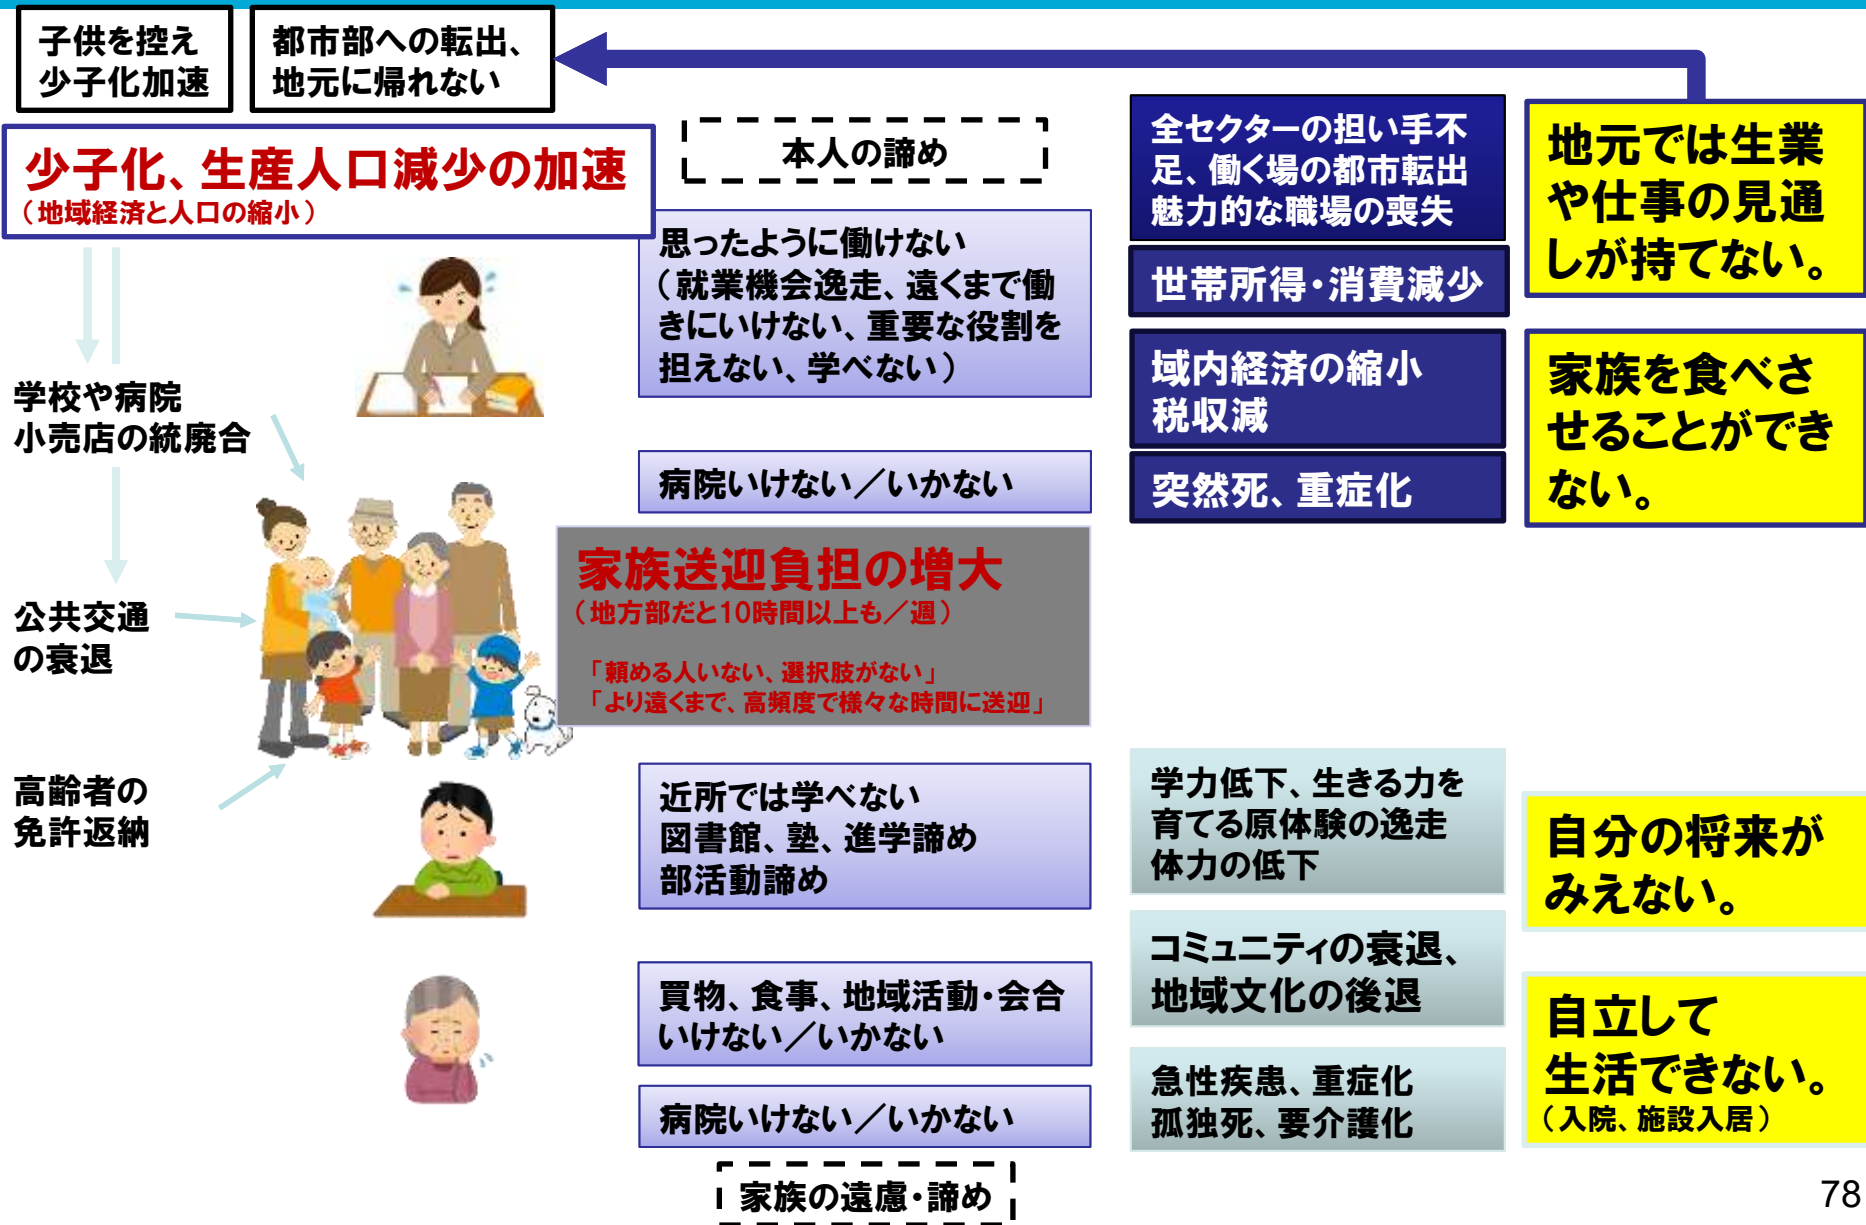 子供を控え
少子化加速
都市部への転出、
地元に帰れない
少子化、生産人口減少の加速
（地域経済と人口の縮小）
学校や病院
小売店の統廃合
公共交通
の衰退
高齢者の
免許返納
本人の諦め
思ったように働けない
（就業機会逸走、遠くまで働
きにいけない、重要な役割を
担えない、学べない）
病院いけない／いかない
家族送迎負担の増大
（地方部だと10時間以上も／週）
「頼める人いない、選択肢がない」
「より遠くまで、高頻度で様々な時間に送迎」
近所では学べない
図書館、塾、進学諦め
部活動諦め
買物、食事、地域活動・会合
いけない／いかない
病院いけない／いかない
家族の遠慮・諦め
全セクターの担い手不
足、働く場の都市転出
魅力的な職場の喪失
世帯所得・消費減少
域内経済の縮小
税収減
突然死、重症化
学力低下、生きる力を
育てる原体験の逸走
体力の低下
コミュニティの衰退、
地域文化の後退
急性疾患、重症化
孤独死、要介護化
地元では生業
や仕事の見通
しが持てない。
家族を食べさ
せることができ
ない。
自分の将来が
みえない。
自立して
生活できない。
（入院、施設入居）
78